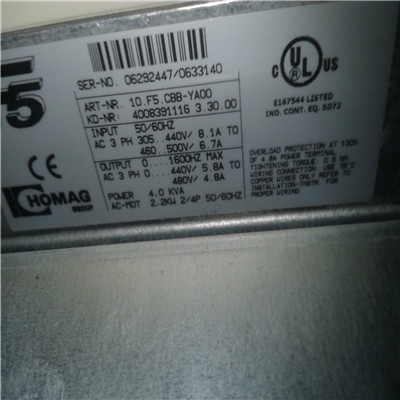 F5
SER-NO. 06292447/0633140
ART-NR. 10.F5.CBB-YA00
KD-NR. 4008391116 3.30.00
INPUT 50/60HZ
AC 3 PH 305...440V/ 8.1A TO
460...500V/ 6.7A
OUTPUT 0...1600HZ MAX
AC 3 PH 0...440V/ 5.8A TO
480V/ 4.8A
POWER 4.0 KVA
AC-MOT 2.2KW 2/4P 50/60HZ
CE
HOMAG
GROUP
C UL US
®
E167544 LISTED
IND. CONT. EQ. 5D72
OVERLOAD PROTECTION AT 130%
OF 4.8A POWER TERMINAL
TIGHTENING TORQUE 0.5 NM
WIRING CONNECTION USE 75°C
COPPER WIRES ONLY REFER TO
INSTALLATION-INSTR FOR
PROPER WIRING